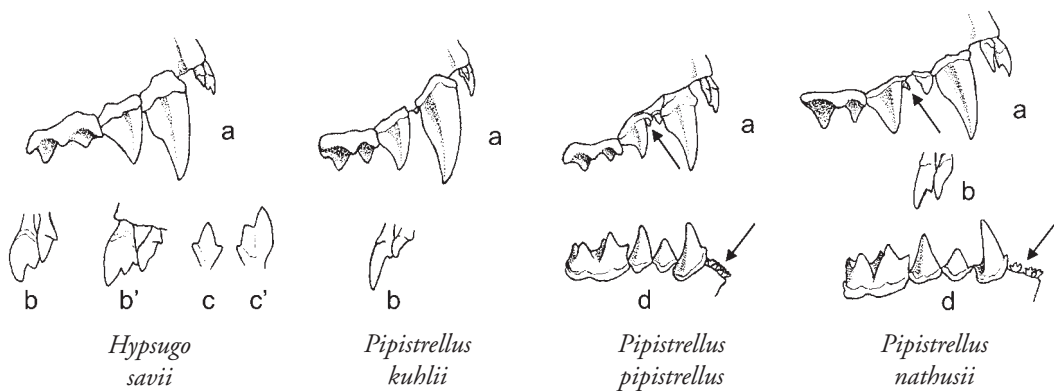 a
a
a
a
b
b
b'
c
c'
b
d
d
Hypsugo
savii
Pipistrellus
kuhlii
Pipistrellus
pipistrellus
Pipistrellus
nathusii